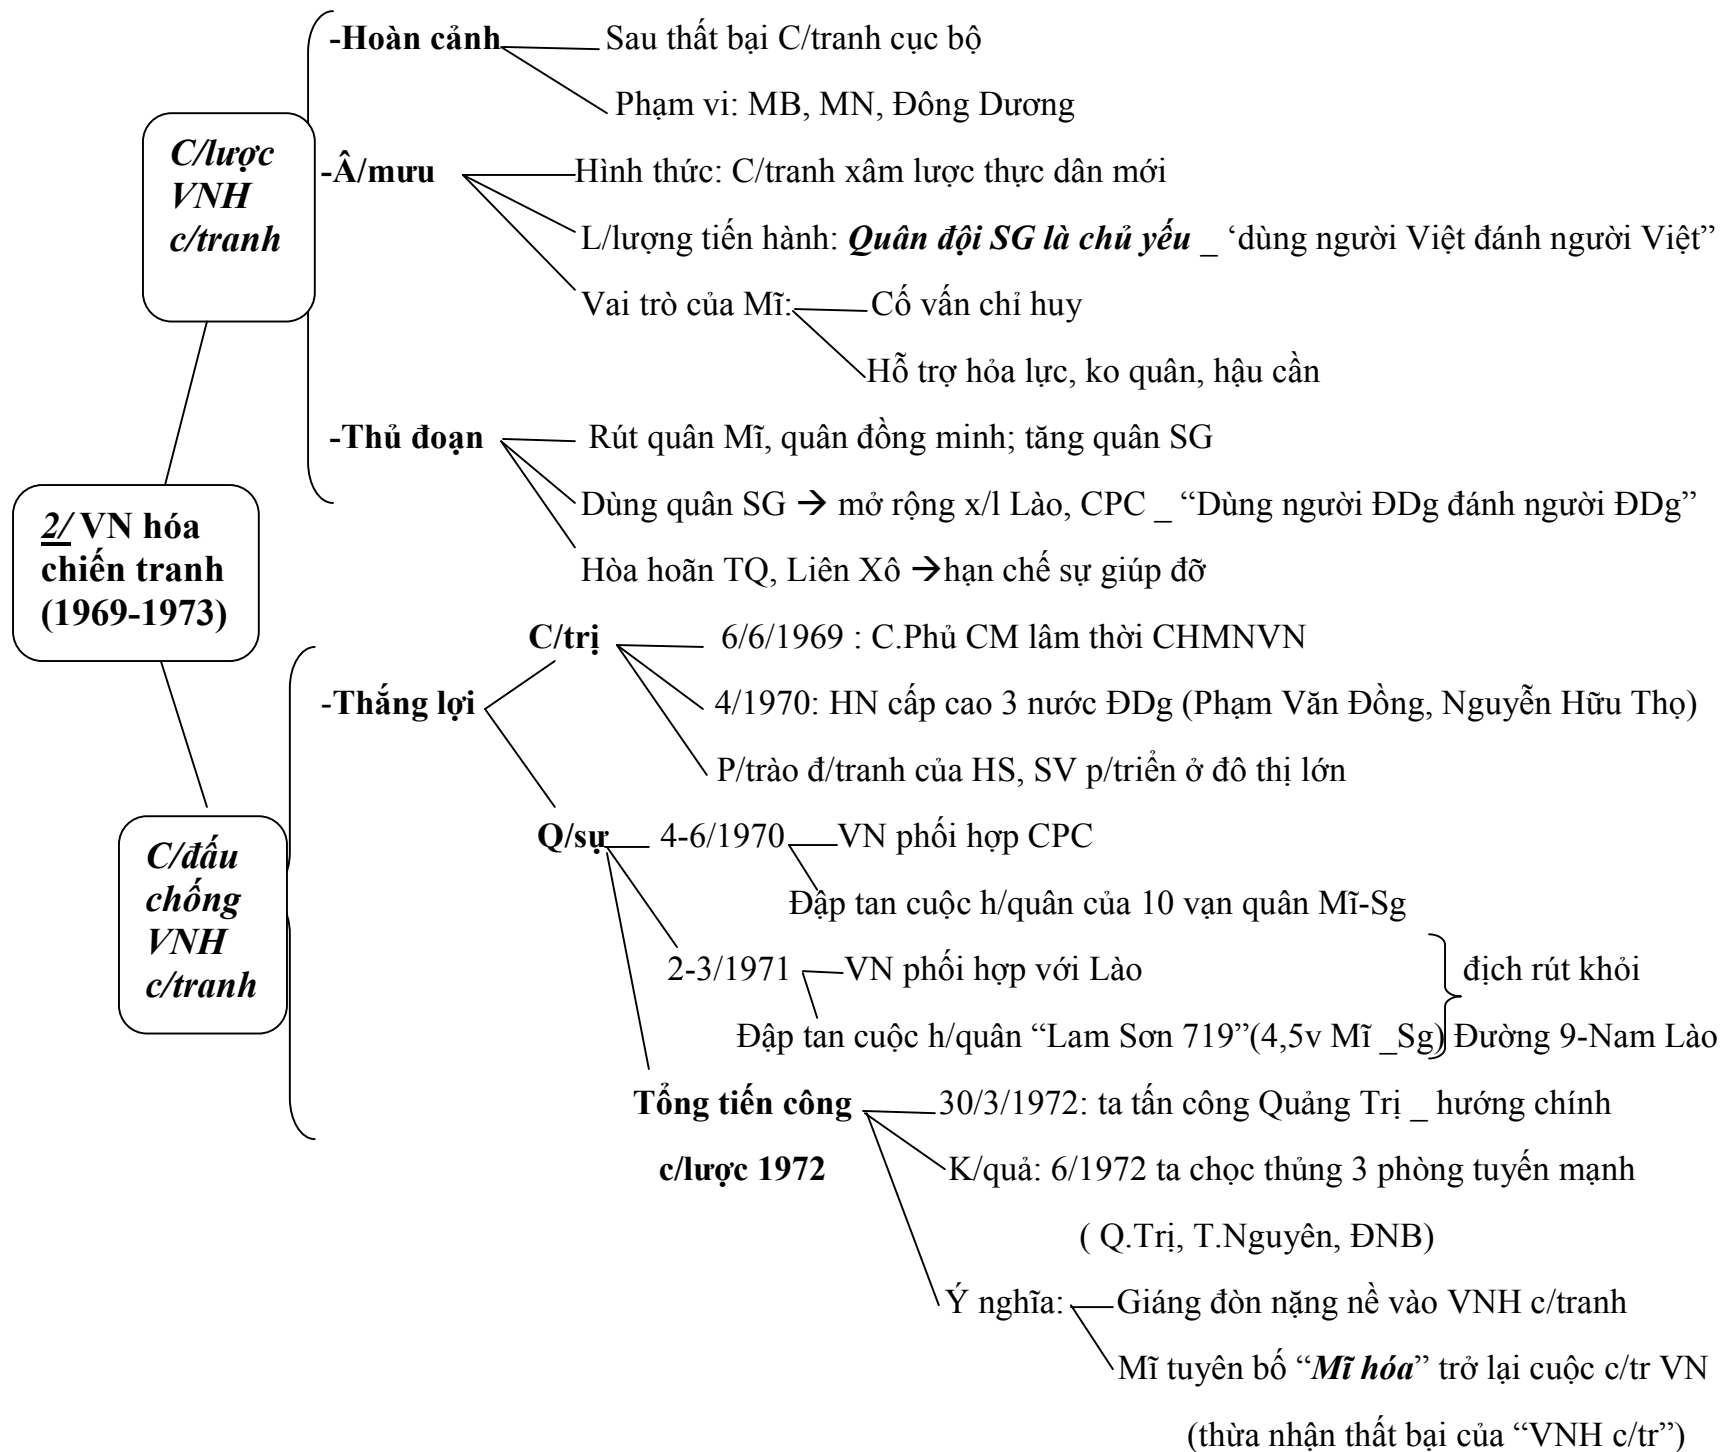 -Hoàn cảnh
Sau thất bại C/tranh cục bộ
Phạm vi: MB, MN, Đông Dương
C/lược
VNH
c/tranh
-Â/mưu
Hình thức: C/tranh xâm lược thực dân mới
L/lượng tiến hành: Quân đội SG là chủ yếu _ ‘dùng người Việt đánh người Việt”
Vai trò của Mĩ:
Cố vấn chỉ huy
Hỗ trợ hỏa lực, ko quân, hậu cần
-Thủ đoạn
Rút quân Mĩ, quân đồng minh; tăng quân SG
Dùng quân SG → mở rộng x/l Lào, CPC _ “Dùng người ĐDg đánh người ĐDg”
Hòa hoãn TQ, Liên Xô →hạn chế sự giúp đỡ
2/ VN hóa
chiến tranh
(1969-1973)
C/trị
6/6/1969 : C.Phủ CM lâm thời CHMNVN
-Thắng lợi
4/1970: HN cấp cao 3 nước ĐDg (Phạm Văn Đồng, Nguyễn Hữu Thọ)
P/trào đ/tranh của HS, SV p/triển ở đô thị lớn
C/đấu
chống
VNH
c/tranh
Q/sự
4-6/1970
VN phối hợp CPC
Đập tan cuộc h/quân của 10 vạn quân Mĩ-Sg
2-3/1971
VN phối hợp với Lào
địch rút khỏi
Đập tan cuộc h/quân “Lam Sơn 719”(4,5v Mĩ _Sg) Đường 9-Nam Lào
Tổng tiến công
c/lược 1972
30/3/1972: ta tấn công Quảng Trị _ hướng chính
K/quả: 6/1972 ta chọc thủng 3 phòng tuyến mạnh
( Q.Trị, T.Nguyên, ĐNB)
Ý nghĩa:
Giáng đòn nặng nề vào VNH c/tranh
Mĩ tuyên bố “Mĩ hóa” trở lại cuộc c/tr VN
(thừa nhận thất bại của “VNH c/tr”)